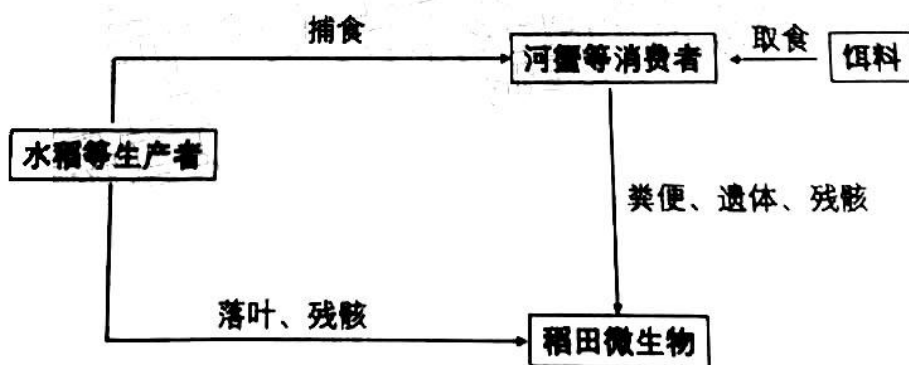 捕食
河蟹等消费者
取食
饵料
水稻等生产者
粪便、遗体、残骸
落叶、残骸
稻田微生物